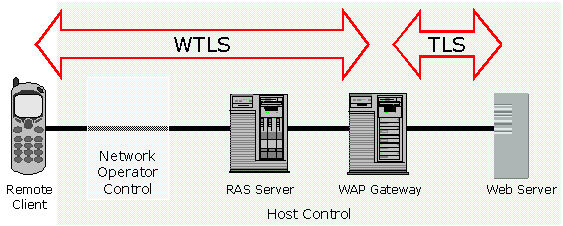 WTLS
TLS
Network
Operator
Control
Remote
Client
RAS Server
WAP Gateway
Web Server
Host Control